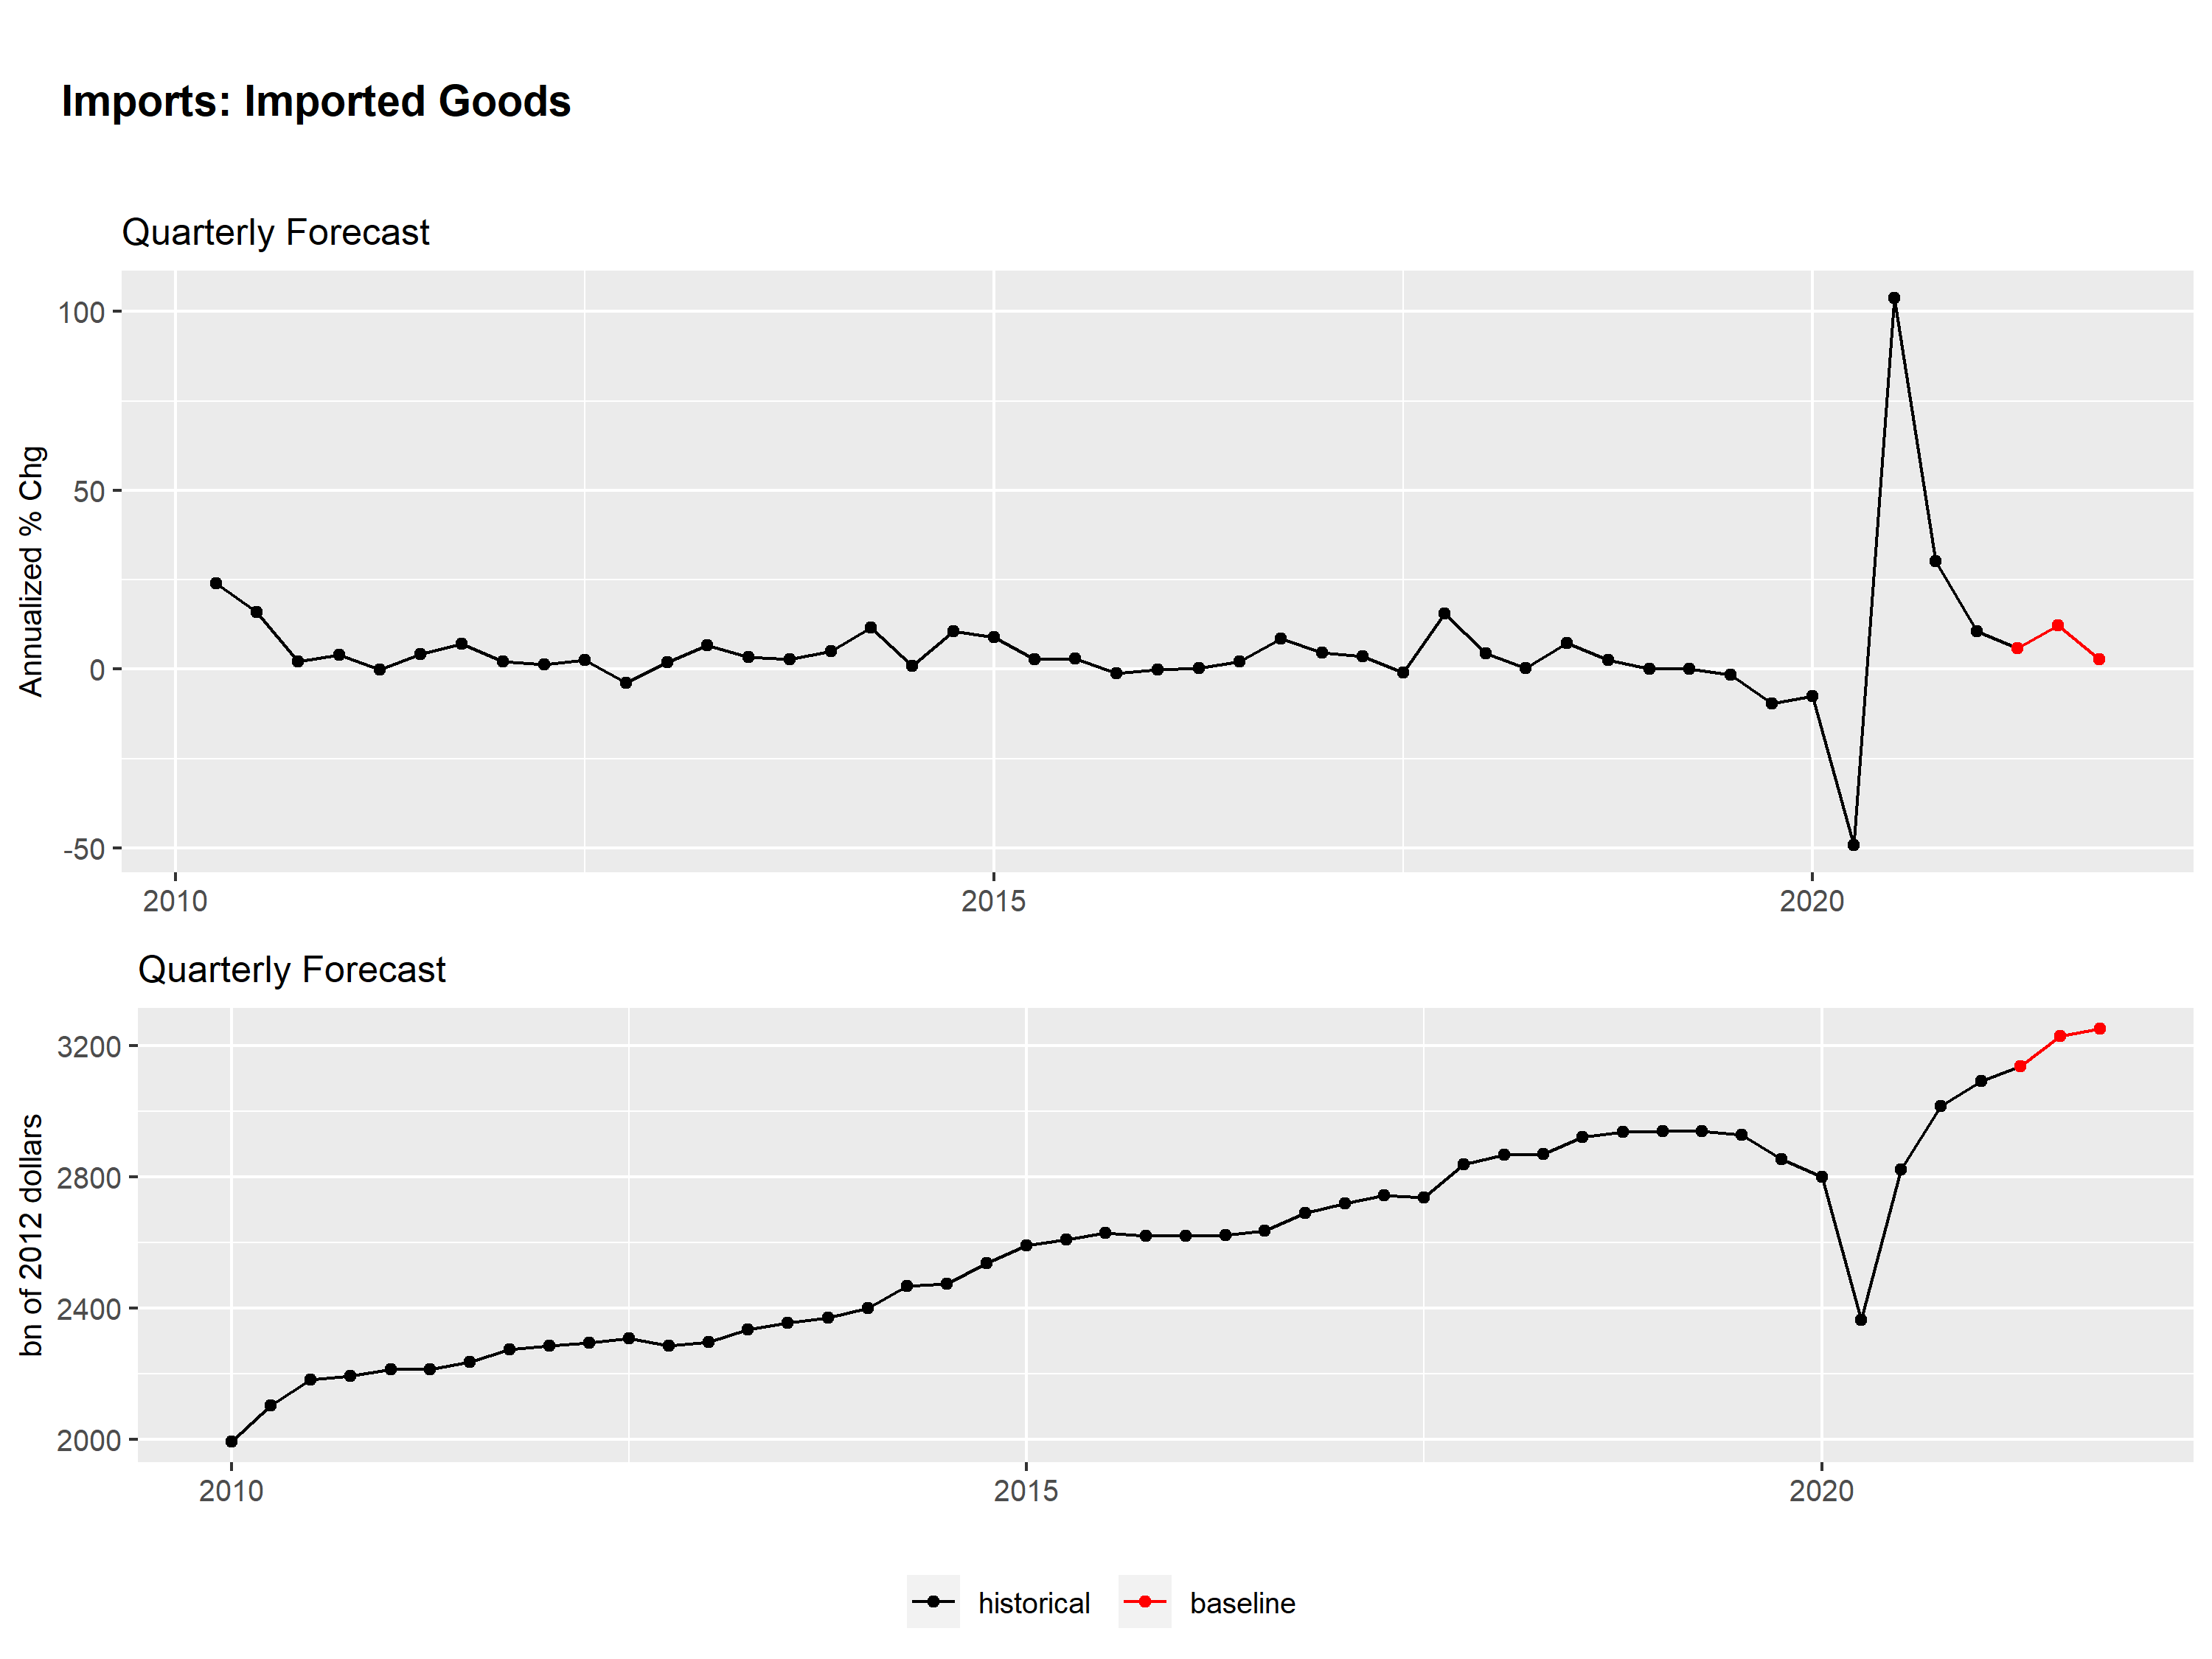 Imports: Imported Goods
Quarterly Forecast
Annualized % Chg
100
50
0
-50
2010 2015 2020
Quarterly Forecast
bn of 2012 dollars
3200
2800
2400
2000
2010 2015 2020
historical baseline